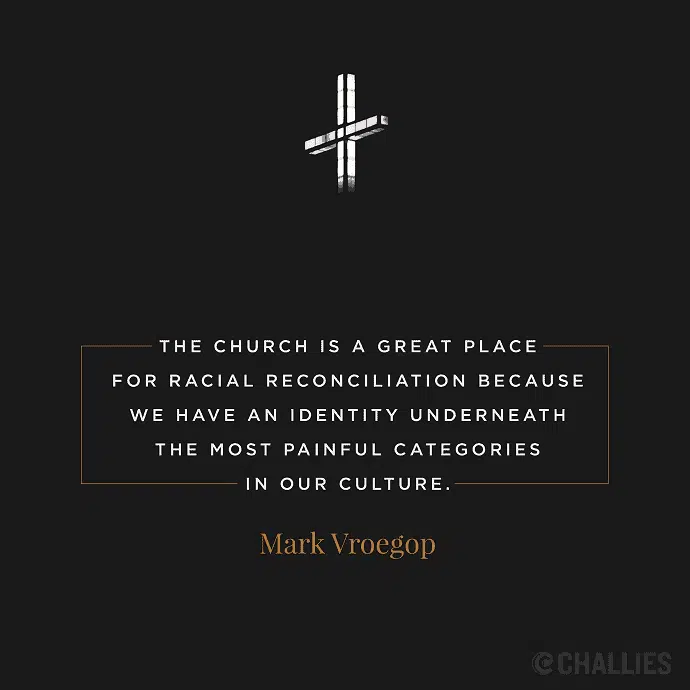 THE CHURCH IS A GREAT PLACE
FOR RACIAL RECONCILIATION BECAUSE
WE HAVE AN IDENTITY UNDERNEATH
THE MOST PAINFUL CATEGORIES
IN OUR CULTURE.
Mark Vroegop
@CHALLIES